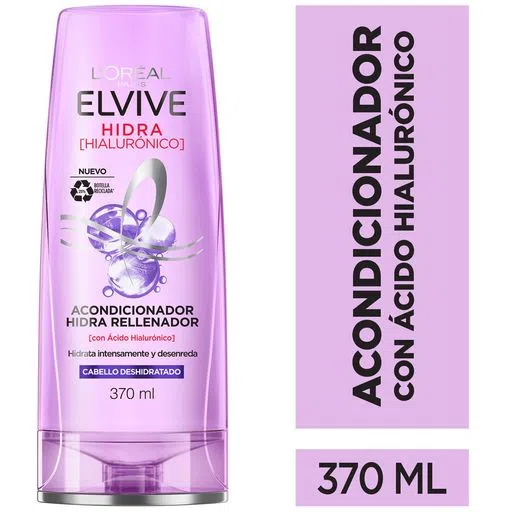 L'ORÉAL
PARIS
ELVIVE
HIDRA
[HIALURÓNICO]
NUEVO
BOTELLA
RECICLADA*
ACONDICIONADOR
HIDRA RELLENADOR
[con Ácido Hialurónico]
Hidrata intensamente y desenreda
CABELLO DESHIDRATADO
370 ml
ACONDICIONADOR
CON ÁCIDO HIALURÓNICO
370 ML